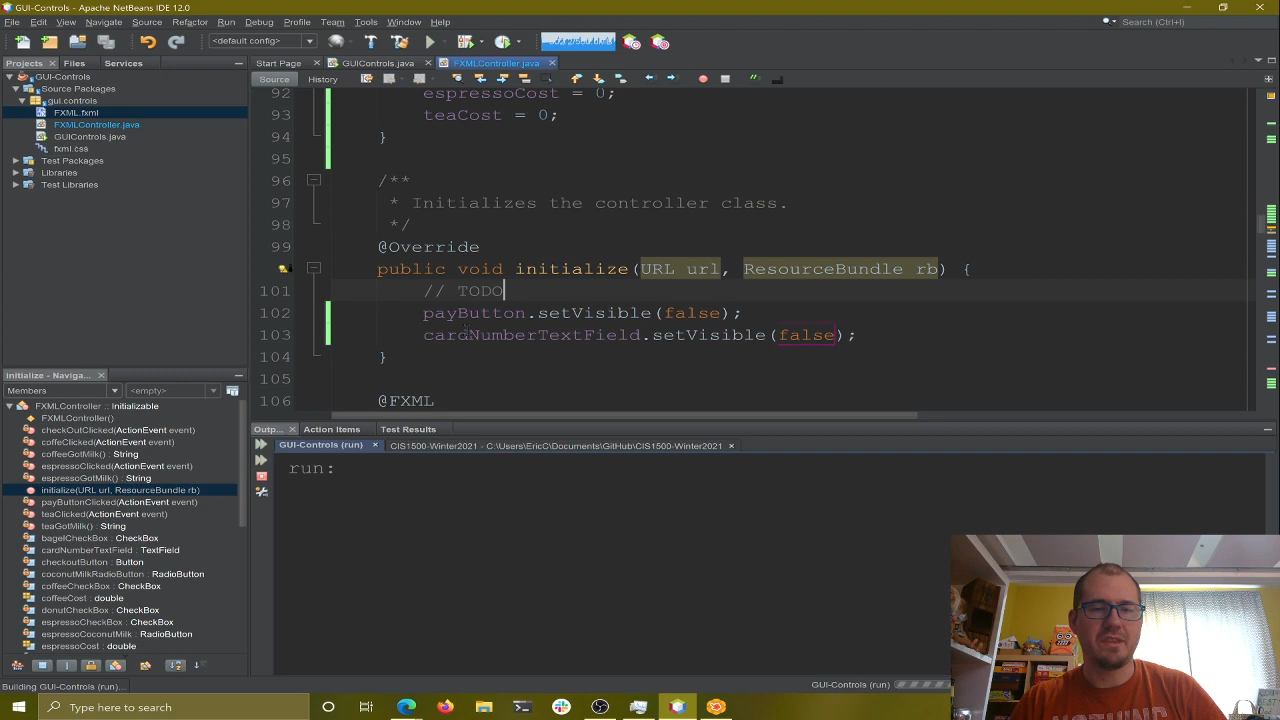 GUI-Controls - Apache NetBeans IDE 12.0
File Edit View Navigate Source Refactor Run Debug Profile Team Tools Window Help
Search (Ctrl+I)
<default config>
Projects Files Services
Start Page GUIControls.java FXMLController.java
GUI-Controls
Source Packages
gui.controls
FXML.fxml
FXMLController.java
GUIControls.java
fxml.css
Test Packages
Libraries
Test Libraries
Source History
92 espressoCost = 0;
93 teaCost = 0;
94 }
95
96 /**
97 * Initializes the controller class.
98 */
99 @Override
public void initialize(URL url, ResourceBundle rb) {
101 // TODO
102 payButton.setVisible(false);
103 cardNumberTextField.setVisible(false);
104 }
105
106 @FXML
initialize - Naviga...
Members <empty>
FXMLController :: Initializable
FXMLController()
checkOutClicked(ActionEvent event)
coffeClicked(ActionEvent event)
coffeeGotMilk() : String
espressoClicked(ActionEvent event)
espressoGotMilk() : String
initialize(URL url, ResourceBundle rb)
payButtonClicked(ActionEvent event)
teaClicked(ActionEvent event)
teaGotMilk() : String
bagelCheckBox : CheckBox
cardNumberTextField : TextField
checkoutButton : Button
coconutMilkRadioButton : RadioButton
coffeeCheckBox : CheckBox
coffeeCost : double
donutCheckBox : CheckBox
espressoCheckBox : CheckBox
espressoCoconutMilk : RadioButton
espressoCost : double
Outp... Action Items Test Results
GUI-Controls (run) CIS1500-Winter2021 - C:\Users\EricC\Documents\GitHub\CIS1500-Winter2021
run:
Building GUI-Controls (run)...
GUI-Controls (run)
Type here to search